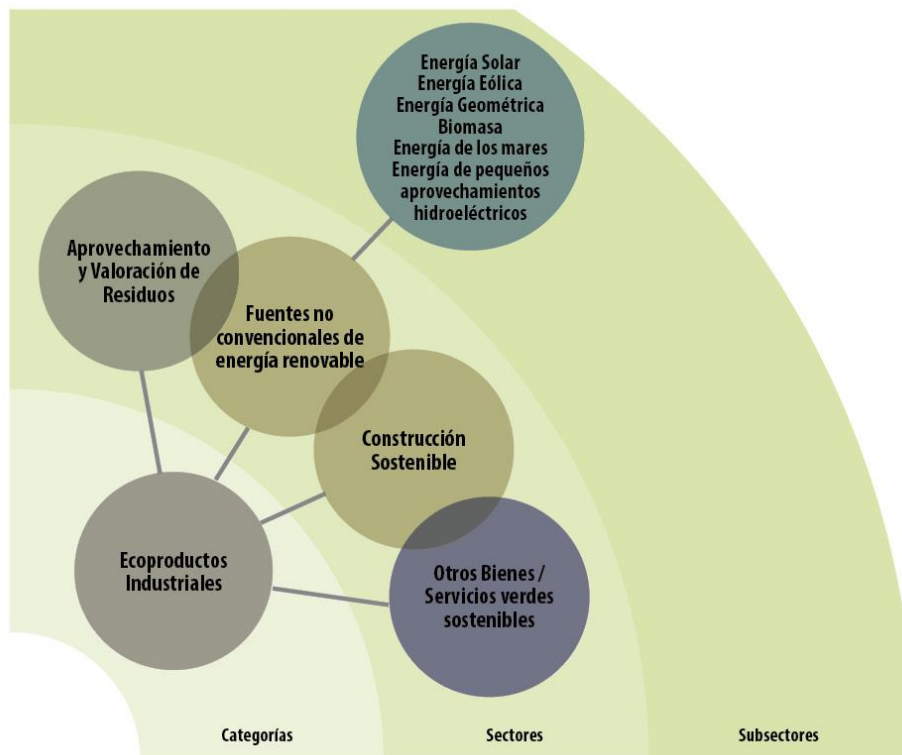 Energía Solar
Energía Eólica
Energía Geométrica
Biomasa
Energía de los mares
Energía de pequeños
aprovechamientos
hidroeléctricos
Aprovechamiento
y Valoración de
Residuos
Fuentes no
convencionales de
energía renovable
Construcción
Sostenible
Ecoproductos
Industriales
Otros Bienes /
Servicios verdes
sostenibles
Categorías
Sectores
Subsectores